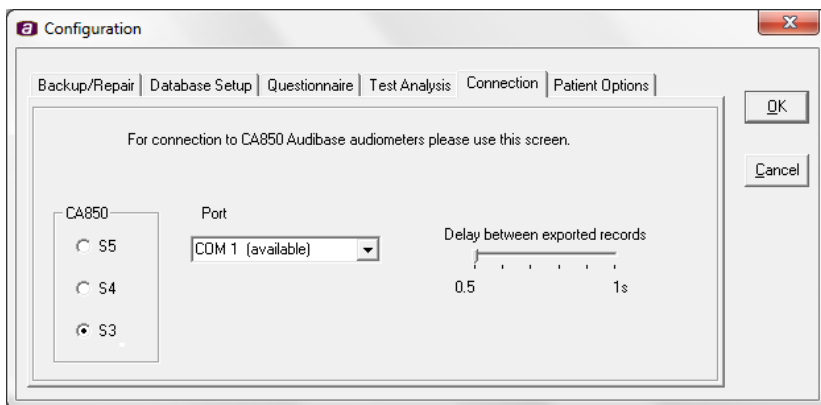 a Configuration
X
Backup/Repair Database Setup Questionnaire Test Analysis Connection Patient Options
OK
For connection to CA850 Audibase audiometers please use this screen.
Cancel
CA850 Port
S5 COM 1 (available) Delay between exported records
S4 0.5 1s
S3